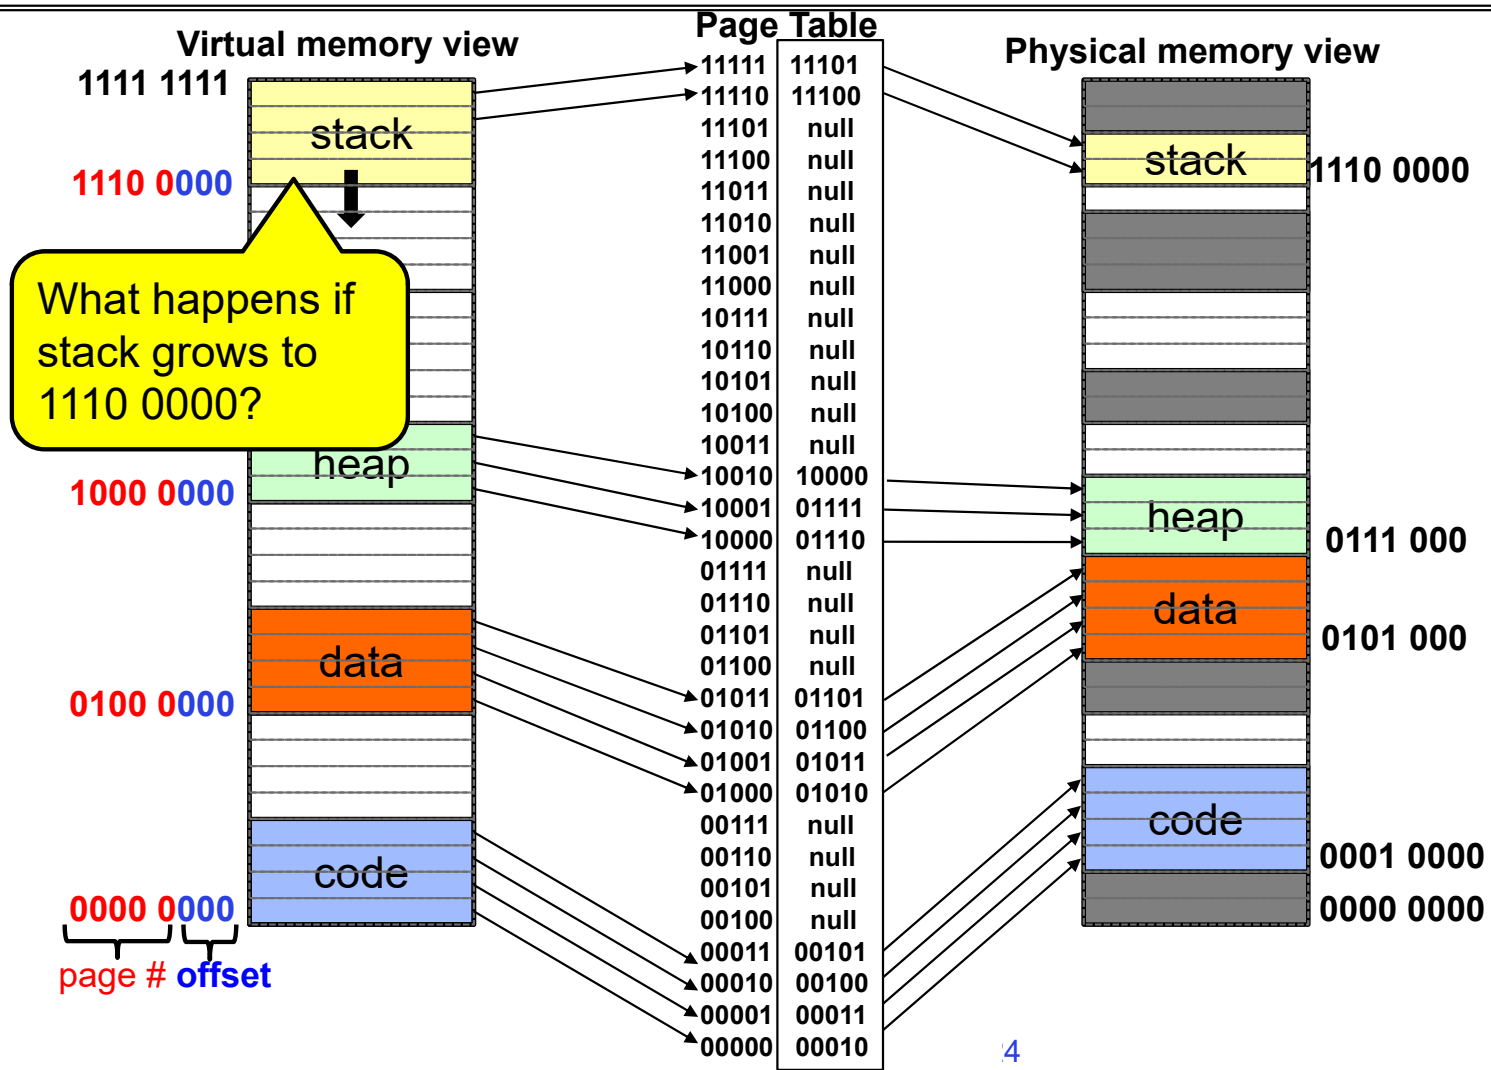 Virtual memory view
1111 1111
stack
1110 0000
What happens if
stack grows to
1110 0000?
heap
1000 0000
data
0100 0000
code
0000 0000
page # offset
Page Table
11111 11101
11110 11100
11101 null
11100 null
11011 null
11010 null
11001 null
11000 null
10111 null
10110 null
10101 null
10100 null
10011 null
10010 10000
10001 01111
10000 01110
01111 null
01110 null
01101 null
01100 null
01011 01101
01010 01100
01001 01011
01000 01010
00111 null
00110 null
00101 null
00100 null
00011 00101
00010 00100
00001 00011
00000 00010
Physical memory view
stack
1110 0000
heap
0111 000
data
0101 000
code
0001 0000
0000 0000
4